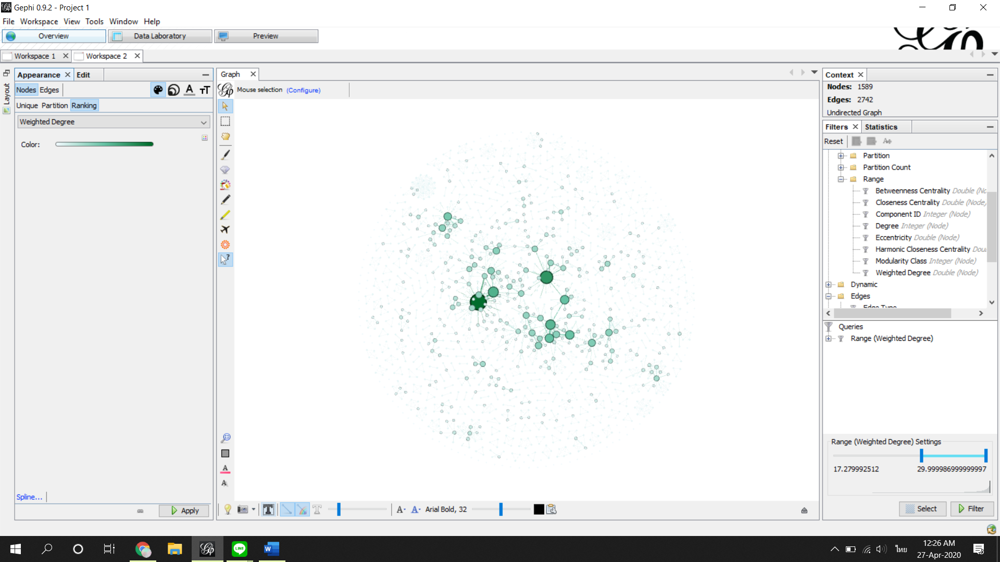 Gephi 0.9.2 - Project 1
File Workspace View Tools Window Help
Overview Data Laboratory Preview
Workspace 1 Workspace 2
Layout
Appearance Edit
Nodes Edges
Unique Partition Ranking
Weighted Degree
Color:
Spline...
Apply
Graph
Mouse selection (Configure)
Arial Bold, 32
Context
Nodes: 1589
Edges: 2742
Undirected Graph
Filters Statistics
Reset
Partition
Partition Count
Range
Betweenness Centrality Double (No
Closeness Centrality Double (Node)
Component ID Integer (Node)
Degree Integer (Node)
Eccentricity Double (Node)
Harmonic Closeness Centrality Dou
Modularity Class Integer (Node)
Weighted Degree Double (Node)
Dynamic
Edges
Edge Type
Queries
Range (Weighted Degree)
Range (Weighted Degree) Settings
17.279992512 29.999986999999997
Select Filter
LINE
ไทย
12:26 AM
27-Apr-2020